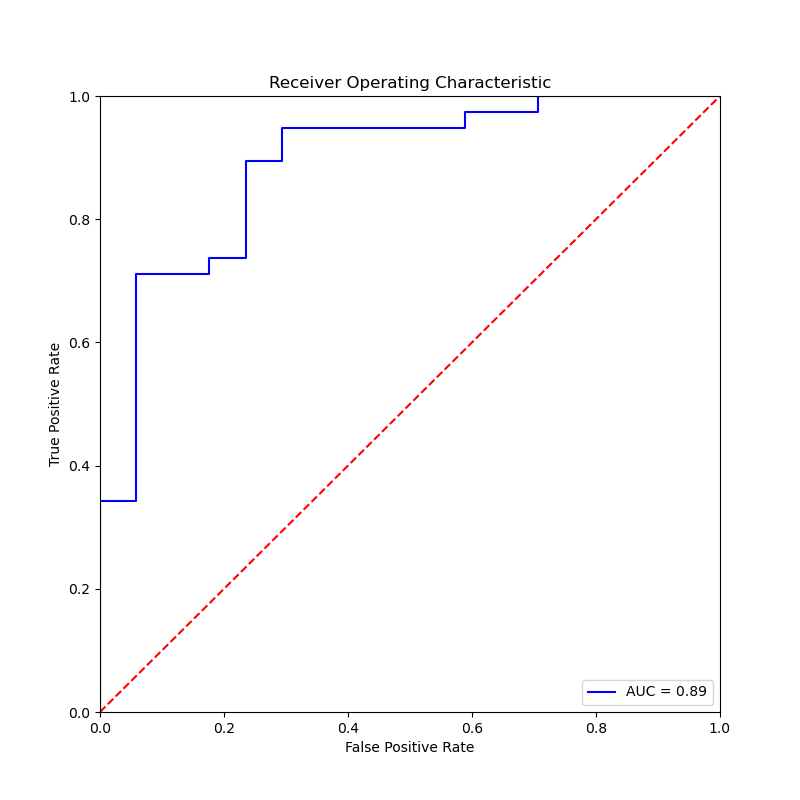 Receiver Operating Characteristic
1.0
0.8
0.6
0.4
0.2
0.0
True Positive Rate
AUC = 0.89
0.0 0.2 0.4 0.6 0.8 1.0
False Positive Rate